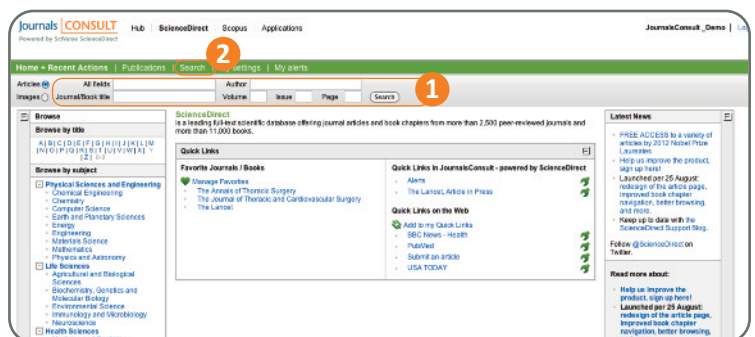 Journals CONSULT Hub ScienceDirect Scopus Applications JournalsConsult_Demo
Powered by SciVerse ScienceDirect
2
Home + Recent Actions | Publications | Search | My settings | My alerts
Articles All fields Author
Images Journal/Book title Volume Issue Page Search
1
Browse
Browse by title
A | B | C | D | E | F | G | H | I | J | K | L | M
| N | O | P | Q | R | S | T | U | V | W | X | Y
| Z | 0-9
Browse by subject
Physical Sciences and Engineering
Chemical Engineering
Chemistry
Computer Science
Earth and Planetary Sciences
Energy
Engineering
Materials Science
Mathematics
Physics and Astronomy
Life Sciences
Agricultural and Biological
Sciences
Biochemistry, Genetics and
Molecular Biology
Environmental Science
Immunology and Microbiology
Neuroscience
Health Sciences
ScienceDirect
is a leading full-text scientific database offering journal articles and book chapters from more than 2,500 peer-reviewed journals and
more than 11,000 books.
Quick Links
Favorite Journals / Books
Manage Favorites
The Annals of Thoracic Surgery
The Journal of Thoracic and Cardiovascular Surgery
The Lancet
Quick Links in JournalsConsult - powered by ScienceDirect
Alerts
The Lancet, Article in Press
Quick Links on the Web
Add to my Quick Links
BBC News - Health
PubMed
Submit an article
USA TODAY
Latest News
FREE ACCESS to a variety of
articles by 2012 Nobel Prize
Laureates
Help us improve the product,
sign up here!
Launched per 25 August:
redesign of the article page,
improved book chapter
navigation, better browsing,
and more.
Keep up to date with the
ScienceDirect Support Blog.
Follow @ScienceDirect on
Twitter.
Read more about:
Help us improve the
product, sign up here!
Launched per 25 August:
redesign of the article page,
improved book chapter
navigation, better browsing,